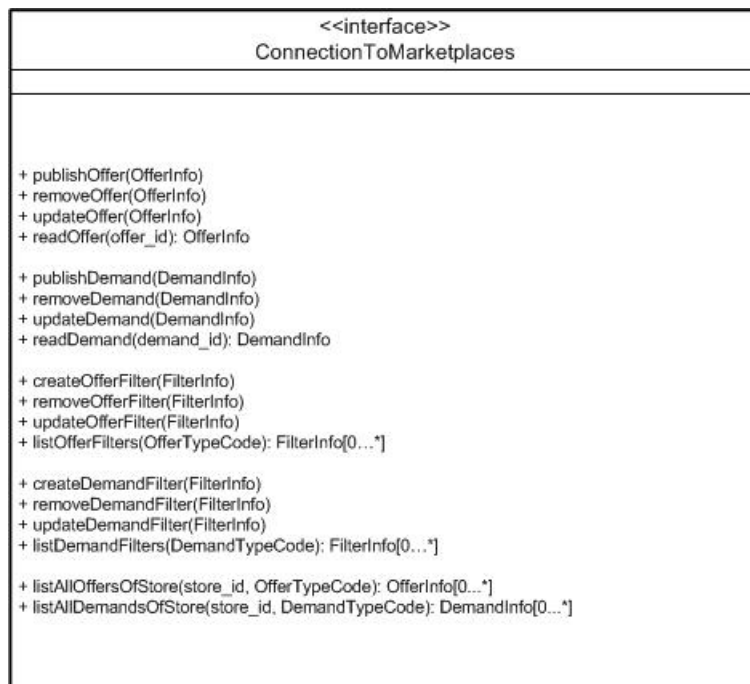 <<interface>>
ConnectionToMarketplaces
+ publishOffer(OfferInfo)
+ removeOffer(OfferInfo)
+ updateOffer(OfferInfo)
+ readOffer(offer_id): OfferInfo
+ publishDemand(DemandInfo)
+ removeDemand(DemandInfo)
+ updateDemand(DemandInfo)
+ readDemand(demand_id): DemandInfo
+ createOfferFilter(FilterInfo)
+ removeOfferFilter(FilterInfo)
+ updateOfferFilter(FilterInfo)
+ listOfferFilters(OfferTypeCode): FilterInfo[0...*]
+ createDemandFilter(FilterInfo)
+ removeDemandFilter(FilterInfo)
+ updateDemandFilter(FilterInfo)
+ listDemandFilters(DemandTypeCode): FilterInfo[0...*]
+ listAllOffersOfStore(store_id, OfferTypeCode): OfferInfo[0...*]
+ listAllDemandsOfStore(store_id, DemandTypeCode): DemandInfo[0...*]